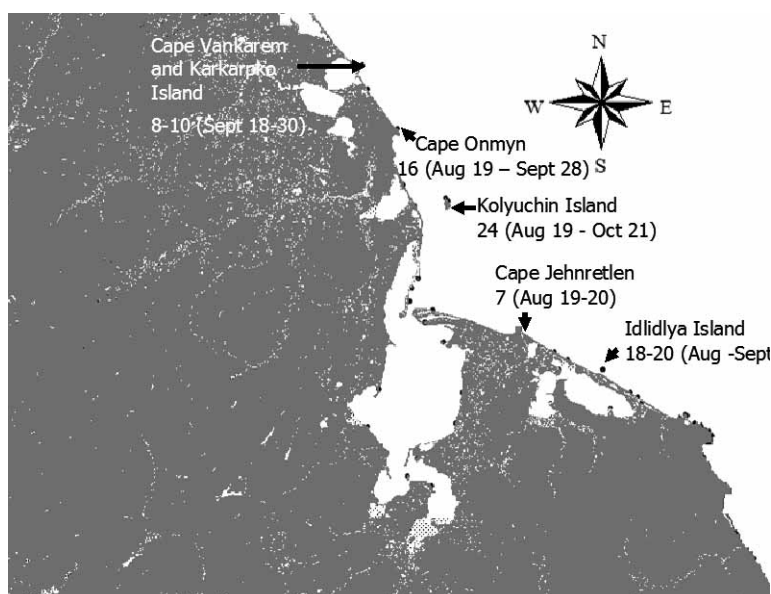 Cape Vankarem
and Karkarpko
Island
8-10 (Sept 18-30)
N
W
E
S
Cape Onmyn
16 (Aug 19 – Sept 28)
Kolyuchin Island
24 (Aug 19 - Oct 21)
Cape Jehnretlen
7 (Aug 19-20)
Idlidlya Island
18-20 (Aug -Sept